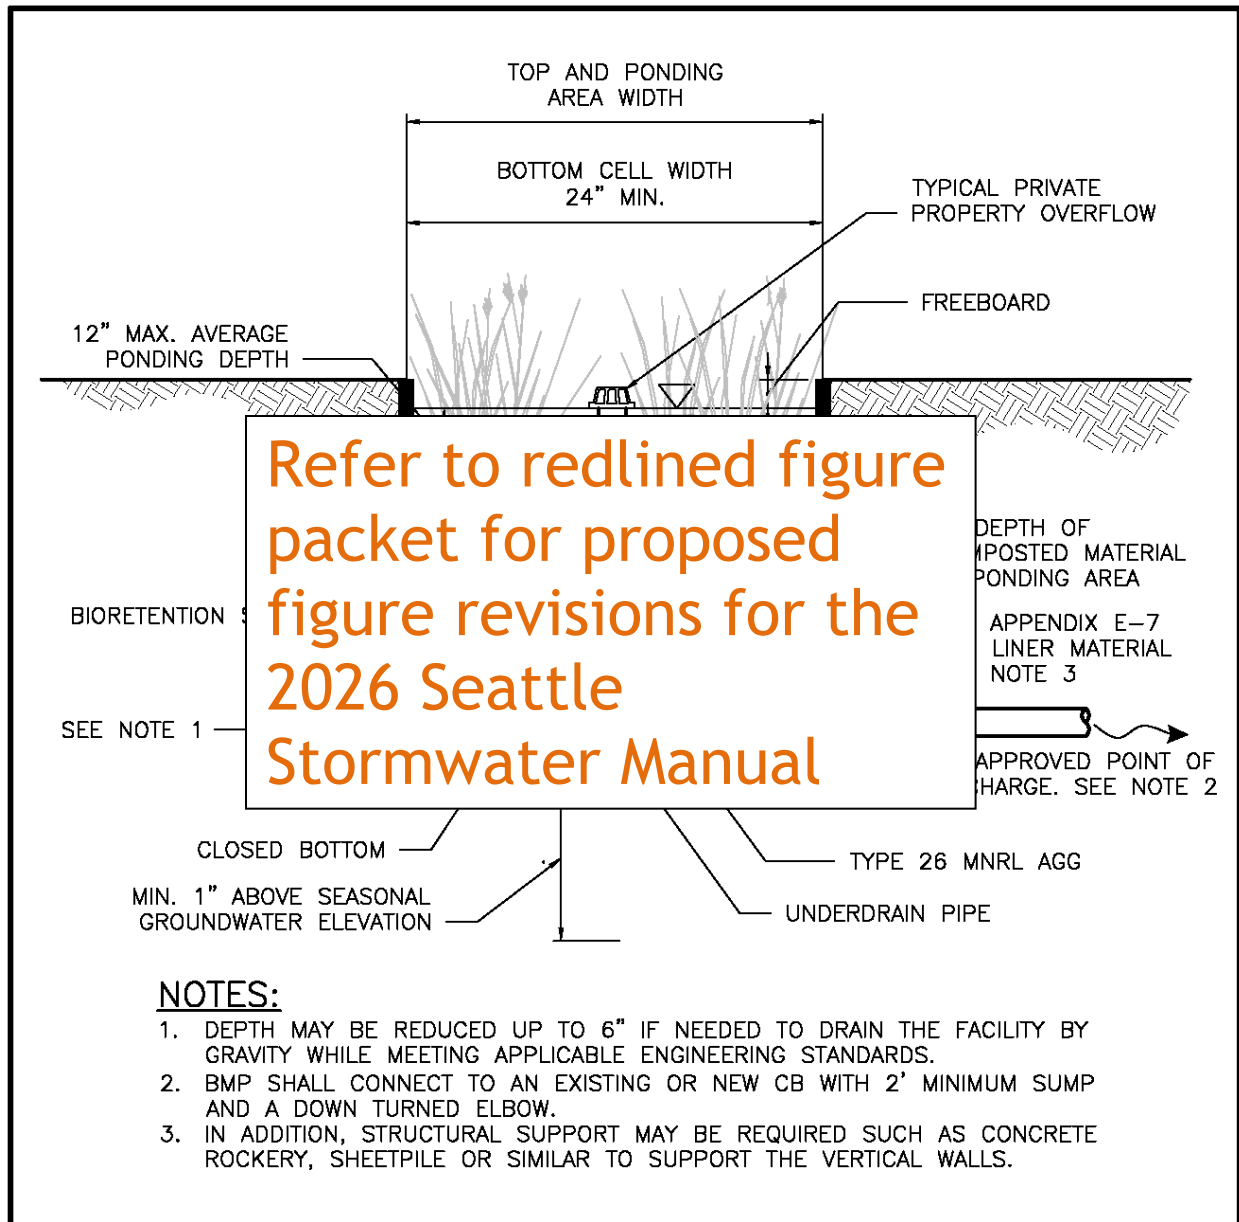 TOP AND PONDING
AREA WIDTH
BOTTOM CELL WIDTH
24" MIN.
TYPICAL PRIVATE
PROPERTY OVERFLOW
FREEBOARD
12" MAX. AVERAGE
PONDING DEPTH
Refer to redlined figure
packet for proposed
figure revisions for the
2026 Seattle
Stormwater Manual
DEPTH OF
MPOSTED MATERIAL
PONDING AREA
BIORETENTION
APPENDIX E-7
LINER MATERIAL
NOTE 3
SEE NOTE 1
APPROVED POINT OF
HARGE. SEE NOTE 2
CLOSED BOTTOM
TYPE 26 MNRL AGG
MIN. 1" ABOVE SEASONAL
GROUNDWATER ELEVATION
UNDERDRAIN PIPE
NOTES:
1. DEPTH MAY BE REDUCED UP TO 6" IF NEEDED TO DRAIN THE FACILITY BY
GRAVITY WHILE MEETING APPLICABLE ENGINEERING STANDARDS.
2. BMP SHALL CONNECT TO AN EXISTING OR NEW CB WITH 2' MINIMUM SUMP
AND A DOWN TURNED ELBOW.
3. IN ADDITION, STRUCTURAL SUPPORT MAY BE REQUIRED SUCH AS CONCRETE
ROCKERY, SHEETPILE OR SIMILAR TO SUPPORT THE VERTICAL WALLS.